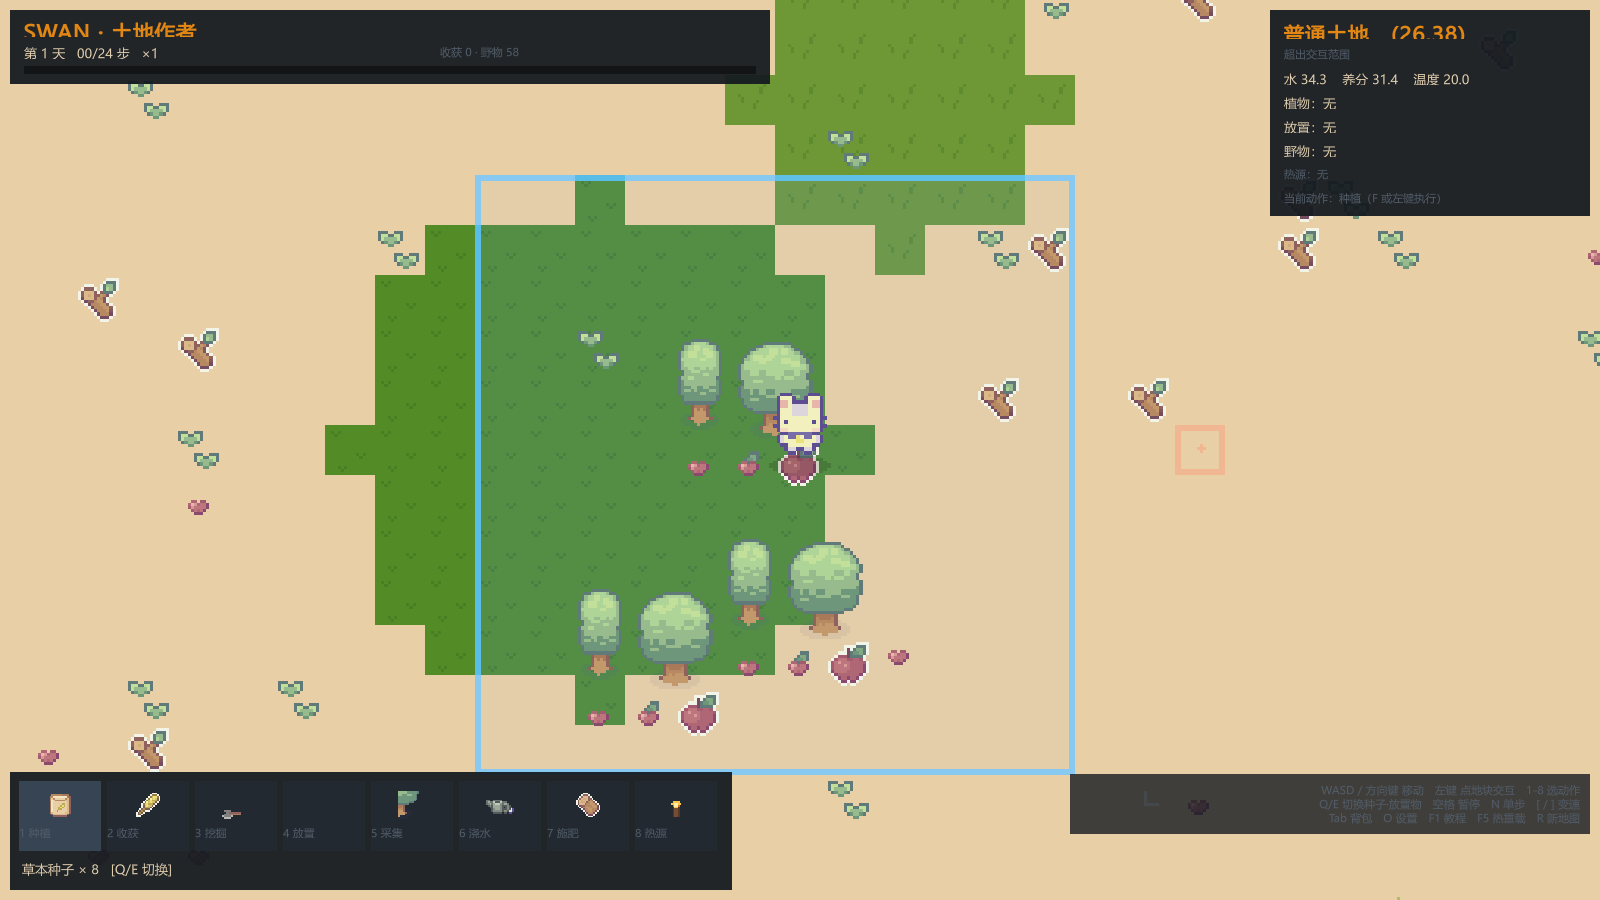 SWAN · 土地作者
第 1 天 00/24 步 ×1
收获 0 · 野物 58
普通土地 (26,38)
超出交互范围
水 34.3 养分 31.4 温度 20.0
植物：无
放置：无
野物：无
热源：无
当前动作：种植（F 或左键执行）
1 种植 2 收获 3 挖掘 4 放置 5 采集 6 浇水 7 施肥 8 热源
草本种子 × 8 [Q/E 切换]
WASD / 方向键 移动 左键 点地块交互 1-8 选动作
Q/E 切换种子·放置物 空格 暂停 N 单步 [ / ] 变速
Tab 背包 O 设置 F1 教程 F5 热重载 R 新地图